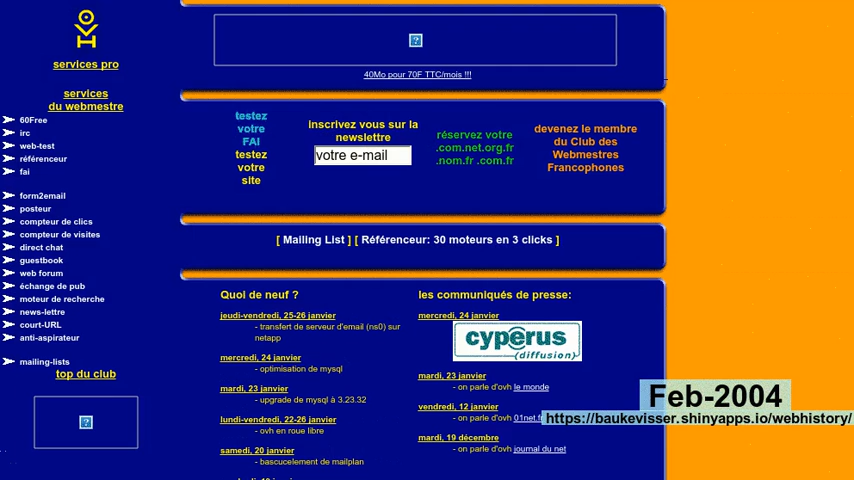 services pro
services
du webmestre
60Free
irc
web-test
référenceur
fai
form2email
posteur
compteur de clics
compteur de visites
direct chat
guestbook
web forum
échange de pub
moteur de recherche
news-lettre
court-URL
anti-aspirateur
mailing-lists
top du club
40Mo pour 70F TTC/mois !!!
testez
votre
FAI
testez
votre
site
inscrivez vous sur la
newslettre
votre e-mail
réservez votre
.com.net.org.fr
.nom.fr .com.fr
devenez le membre
du Club des
Webmestres
Francophones
[ Mailing List ] [ Référenceur: 30 moteurs en 3 clicks ]
Quoi de neuf ?
jeudi-vendredi, 25-26 janvier
- transfert de serveur d'email (ns0) sur
netapp
mercredi, 24 janvier
- optimisation de mysql
mardi, 23 janvier
- upgrade de mysql à 3.23.32
lundi-vendredi, 22-26 janvier
- ovh en roue libre
samedi, 20 janvier
- bascucelement de mailplan
les communiqués de presse:
mercredi, 24 janvier
cyperus
(diffusion)
mardi, 23 janvier
- on parle d'ovh le monde
vendredi, 12 janvier
- on parle d'ovh 01net.f
mardi, 19 décembre
- on parle d'ovh journal du net
Feb-2004
https://baukevisser.shinyapps.io/webhistory/